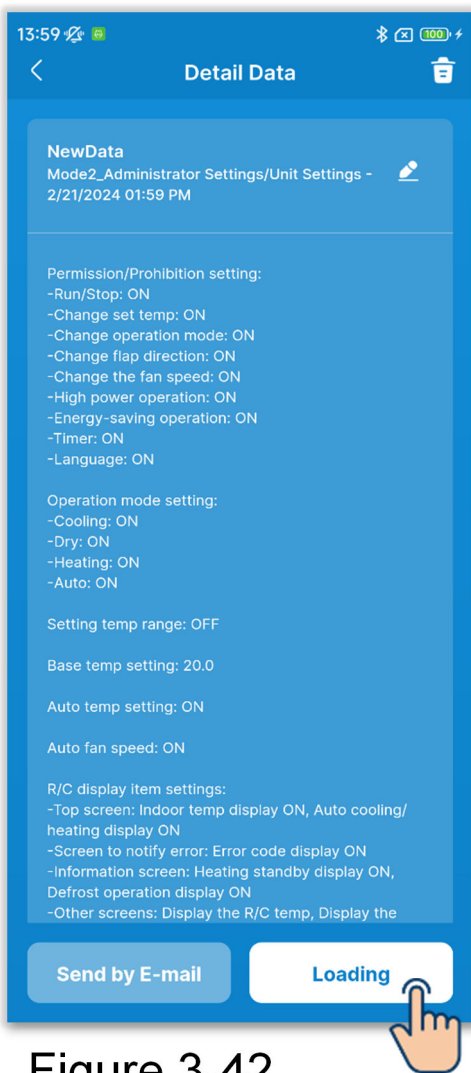 13:59
100
Detail Data
NewData
Mode2_Administrator Settings/Unit Settings -
2/21/2024 01:59 PM
Permission/Prohibition setting:
-Run/Stop: ON
-Change set temp: ON
-Change operation mode: ON
-Change flap direction: ON
-Change the fan speed: ON
-High power operation: ON
-Energy-saving operation: ON
-Timer: ON
-Language: ON
Operation mode setting:
-Cooling: ON
-Dry: ON
-Heating: ON
-Auto: ON
Setting temp range: OFF
Base temp setting: 20.0
Auto temp setting: ON
Auto fan speed: ON
R/C display item settings:
-Top screen: Indoor temp display ON, Auto cooling/
heating display ON
-Screen to notify error: Error code display ON
-Information screen: Heating standby display ON,
Defrost operation display ON
-Other screens: Display the R/C temp, Display the
Send by E-mail
Loading
Figure 3.42